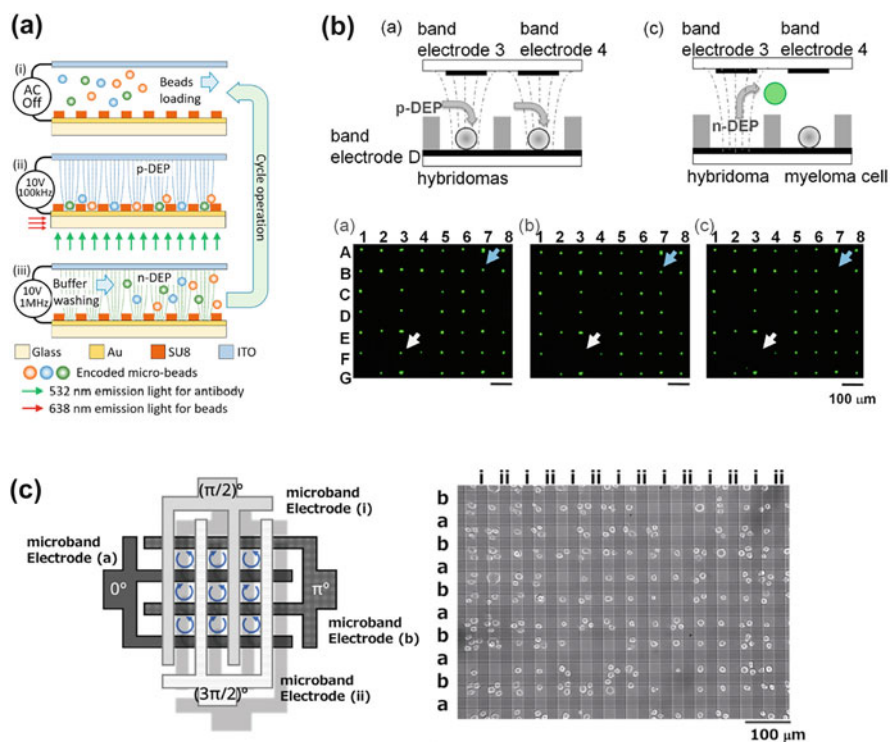 (a)
(i)
AC
Off
Beads
loading
(ii)
10V
100kHz
p-DEP
Cycle operation
(iii)
10V
1MHz
Buffer
washing
n-DEP
Glass Au SU8 ITO
Encoded micro-beads
532 nm emission light for antibody
638 nm emission light for beads
(b)
(a)
band
electrode 3
band
electrode 4
p-DEP
band
electrode D
hybridomas
(c)
band
electrode 3
band
electrode 4
n-DEP
hybridoma
myeloma cell
(a)
1 2 3 4 5 6 7 8
A
B
C
D
E
F
G
(b)
1 2 3 4 5 6 7 8
(c)
1 2 3 4 5 6 7 8
100 μm
(c)
(π/2)°
microband
Electrode (i)
microband
Electrode (a)
0°
π°
microband
Electrode (b)
microband
Electrode (ii)
(3π/2)°
i ii i ii i ii i ii i ii i ii i ii
b
a
b
a
b
a
b
a
b
a
100 μm